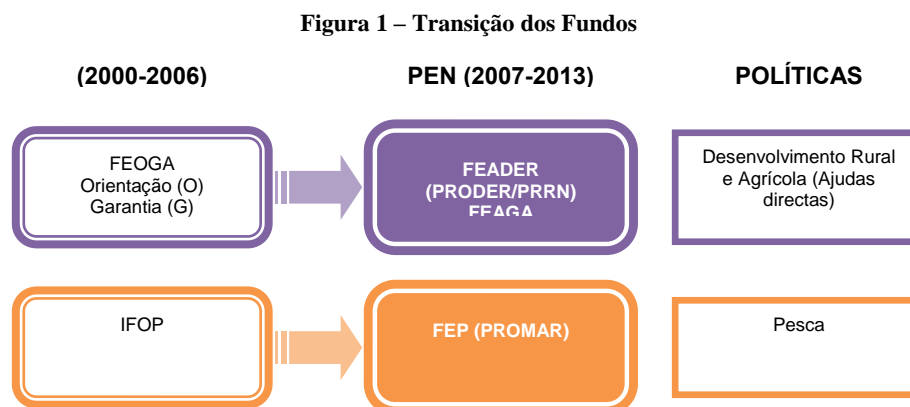 Figura 1 – Transição dos Fundos
(2000-2006)
PEN (2007-2013)
POLÍTICAS
FEOGA
Orientação (O)
Garantia (G)
FEADER
(PRODER/PRRN)
FEAGA
Desenvolvimento Rural
e Agrícola (Ajudas
directas)
IFOP
FEP (PROMAR)
Pesca